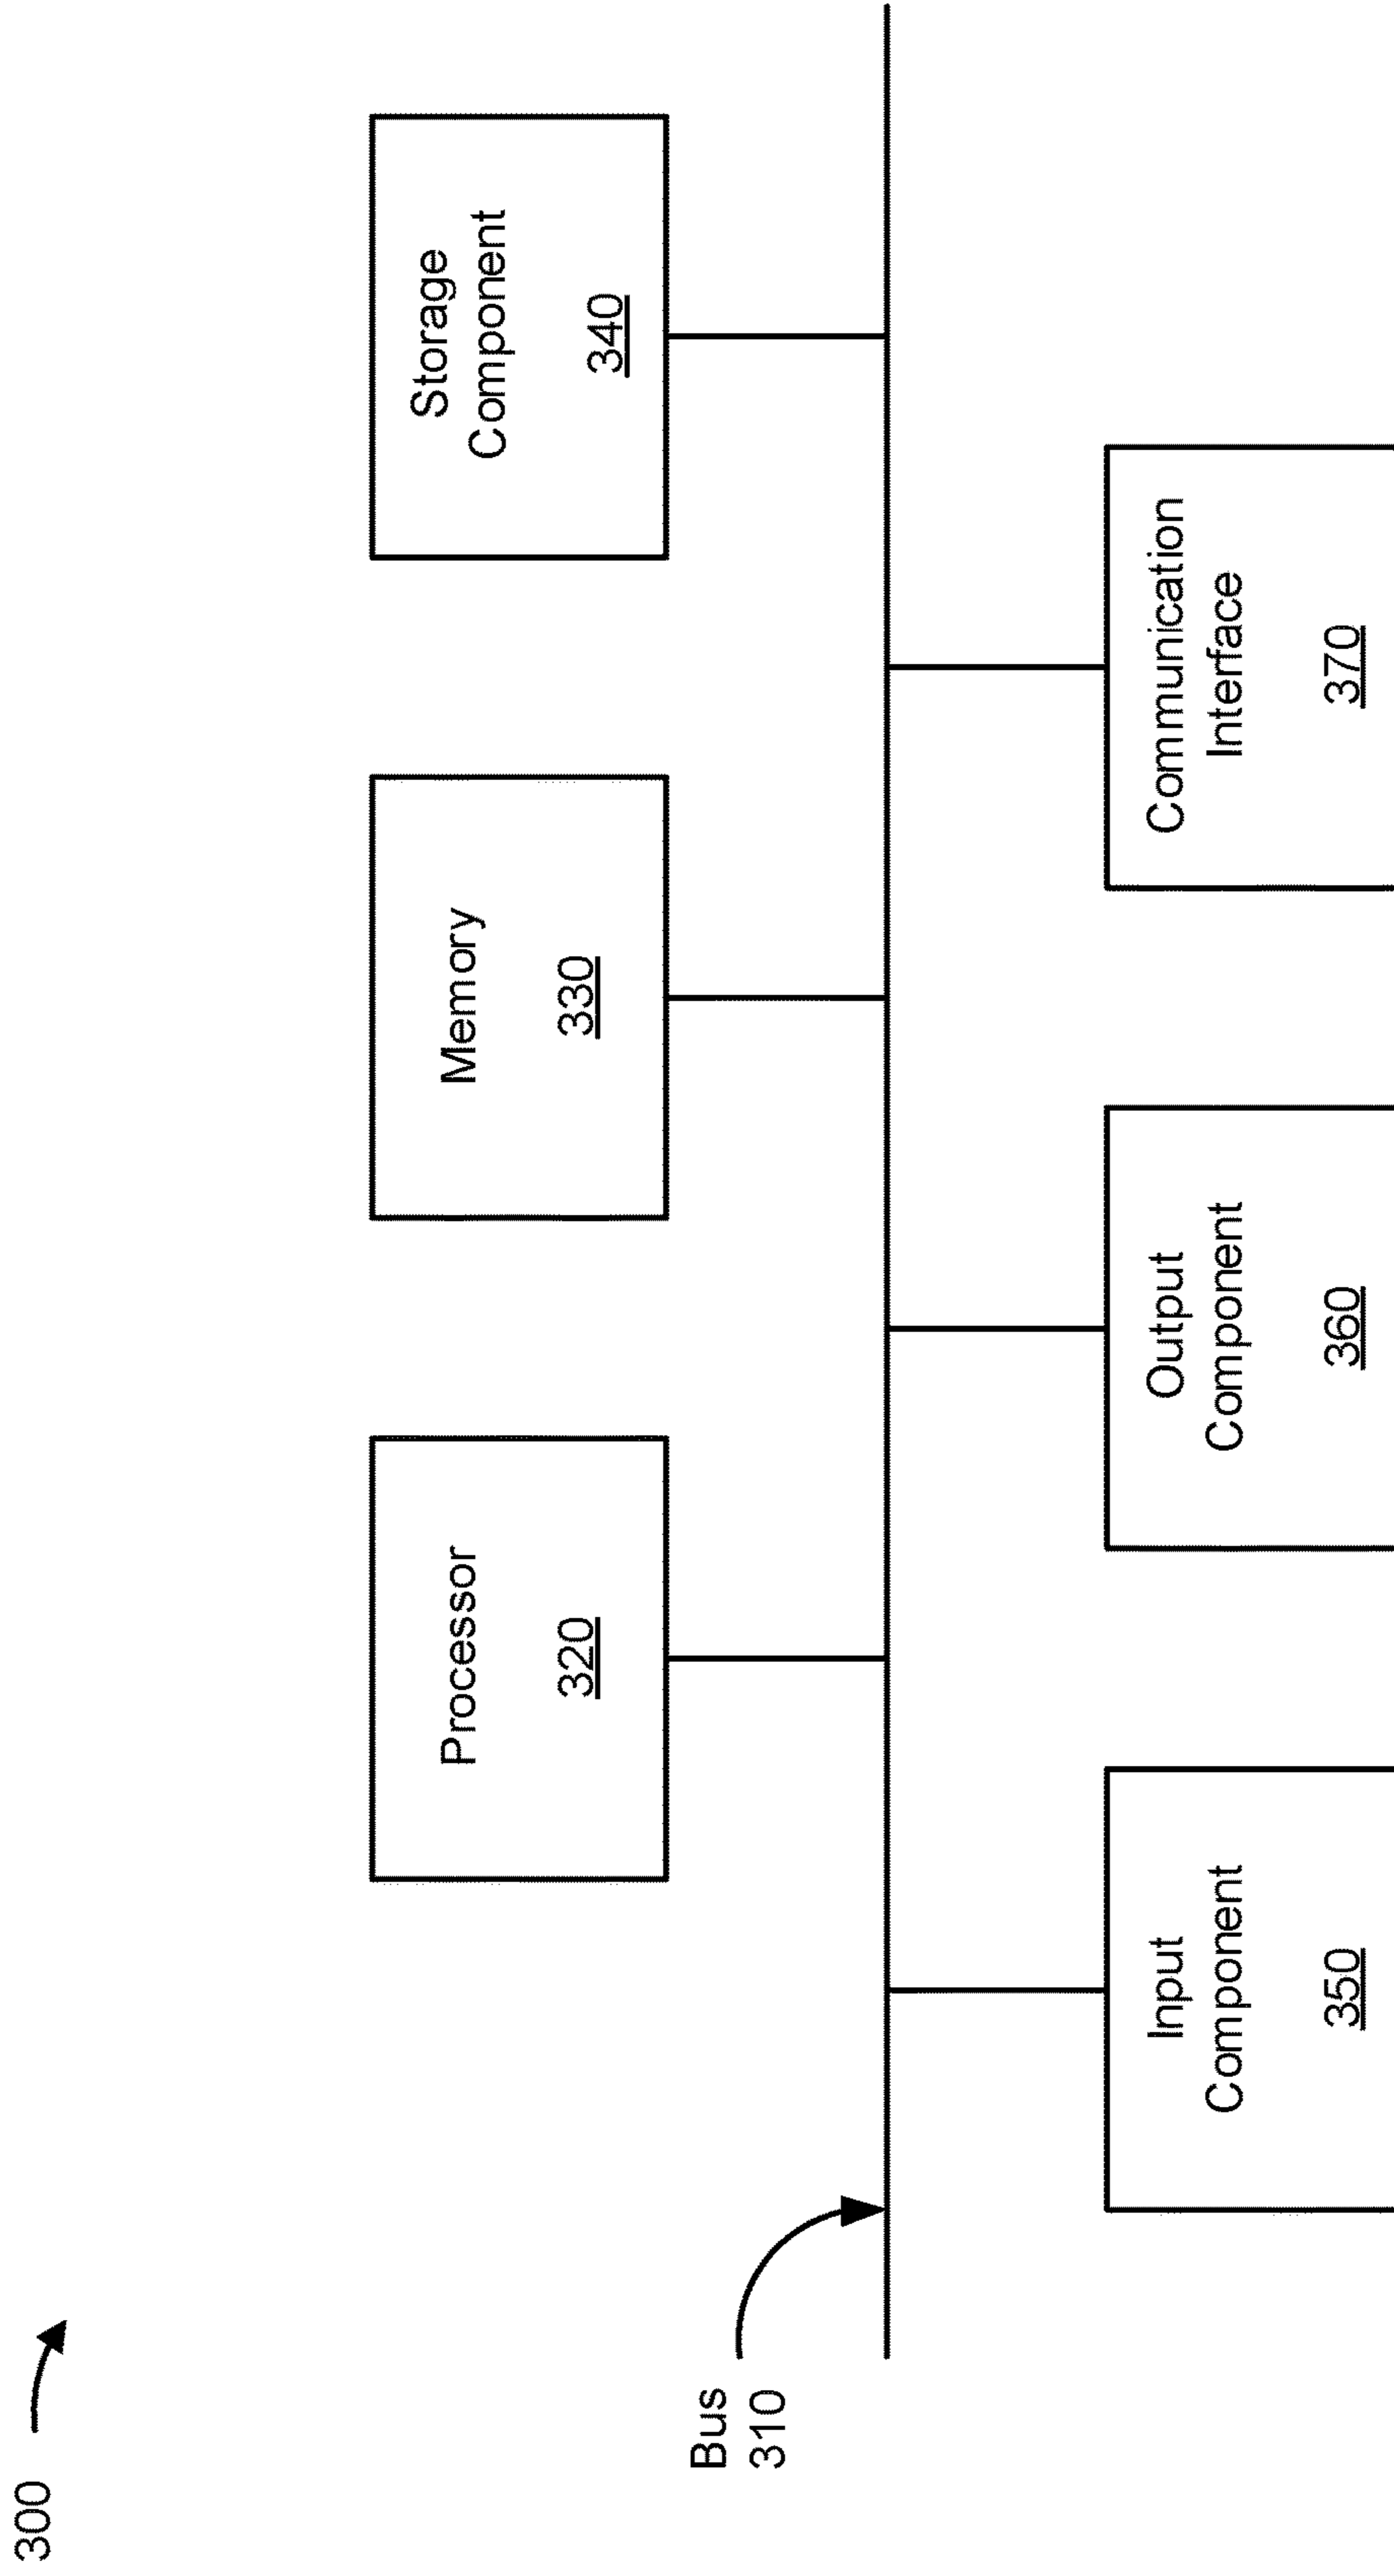 300
Processor
320
Memory
330
Storage
Component
340
Bus
310
Input
Component
350
Output
Component
360
Communication
Interface
370